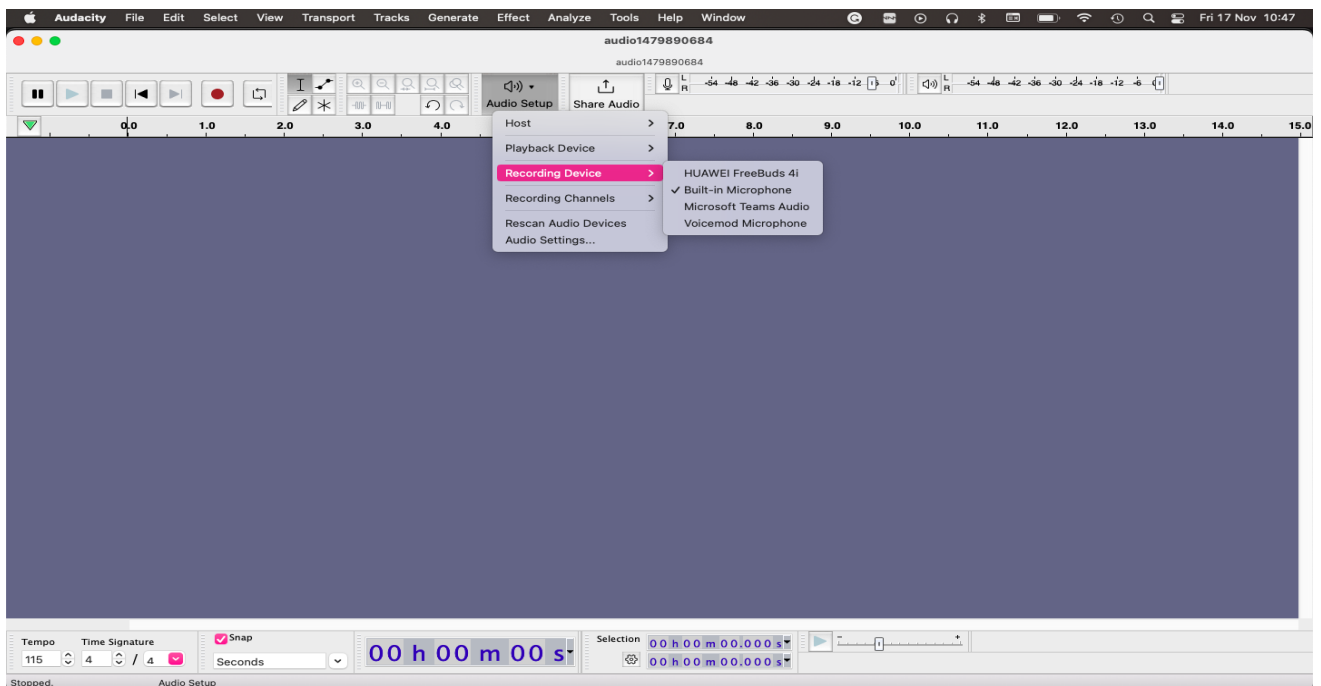 Audacity File Edit Select View Transport Tracks Generate Effect Analyze Tools Help Window Fri 17 Nov 10:47
audio1479890684
audio1479890684
Audio Setup Share Audio
L R -54 -48 -42 -36 -30 -24 -18 -12 0
L R -54 -48 -42 -36 -30 -24 -18 -12 -6
0.0 1.0 2.0 3.0 4.0 7.0 8.0 9.0 10.0 11.0 12.0 13.0 14.0 15.0
Host
Playback Device
Recording Device
Recording Channels
Rescan Audio Devices
Audio Settings...
HUAWEI FreeBuds 4i
✓ Built-in Microphone
Microsoft Teams Audio
Voicemod Microphone
Tempo Time Signature Snap
115 4 / 4 Seconds
00 h 00 m 00 s
Selection
00 h 00 m 00.000 s
00 h 00 m 00.000 s
- +
Stopped. Audio Setup